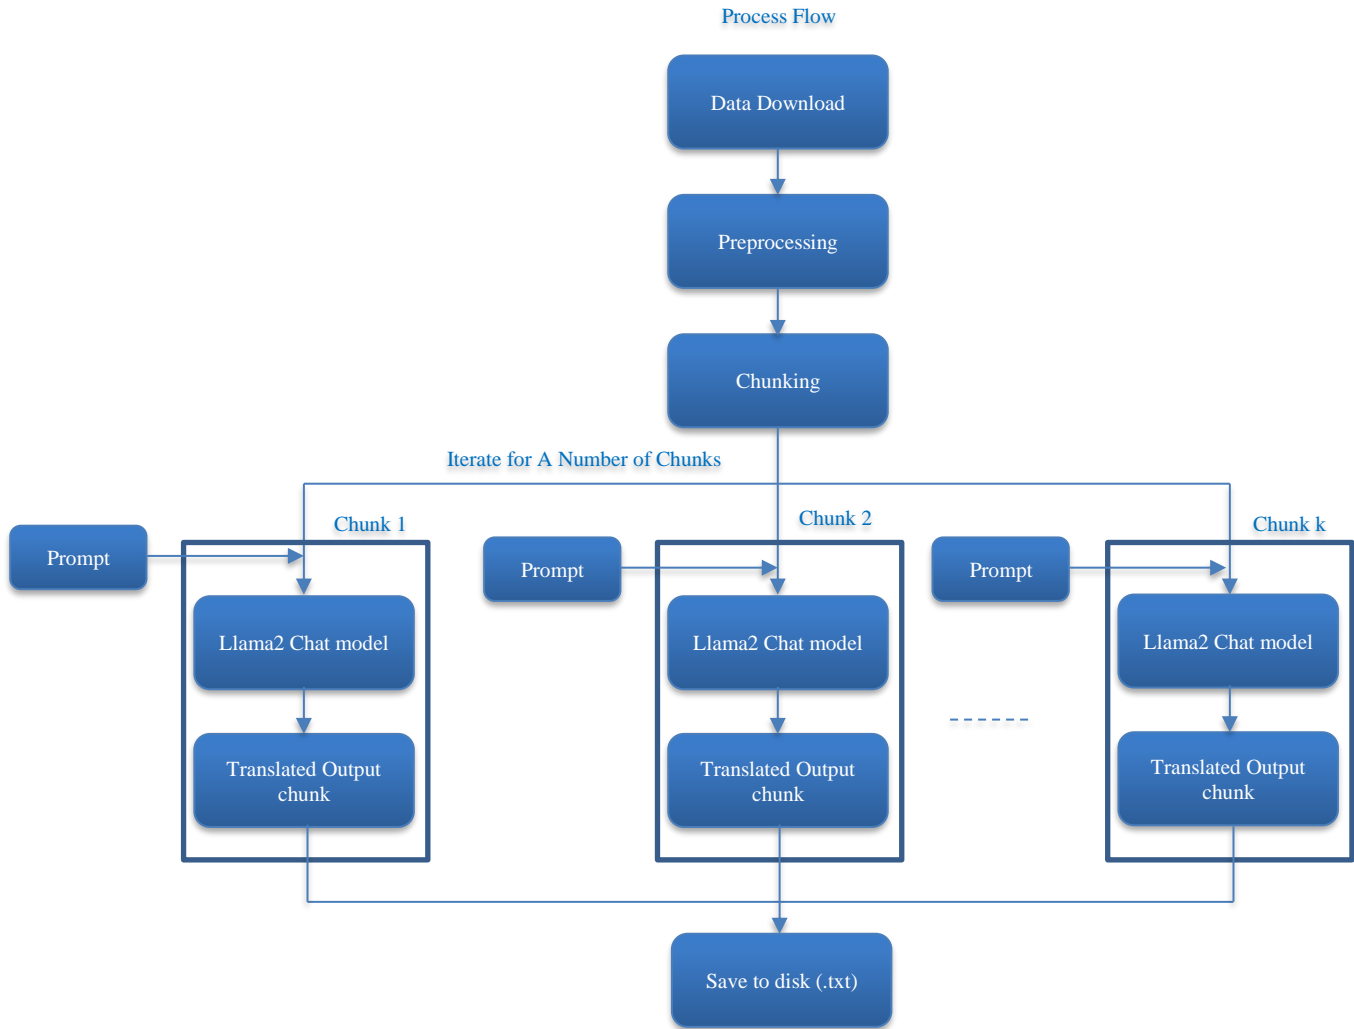 Process Flow
Data Download
Preprocessing
Chunking
Iterate for A Number of Chunks
Chunk 1
Chunk 2
Chunk k
Prompt
Prompt
Prompt
Llama2 Chat model
Llama2 Chat model
Llama2 Chat model
Translated Output
chunk
Translated Output
chunk
Translated Output
chunk
Save to disk (.txt)